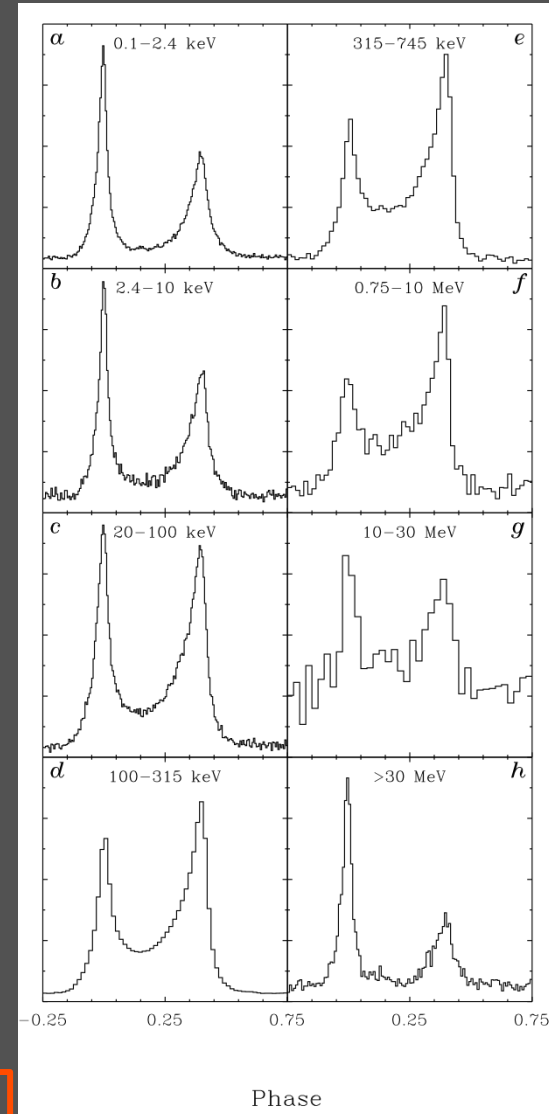 a 0.1−2.4 keV
315−745 keV e
b 2.4−10 keV
0.75−10 MeV f
c 20−100 keV
10−30 MeV g
d 100−315 keV
>30 MeV h
−0.25 0.25 0.75 0.25 0.75
Phase